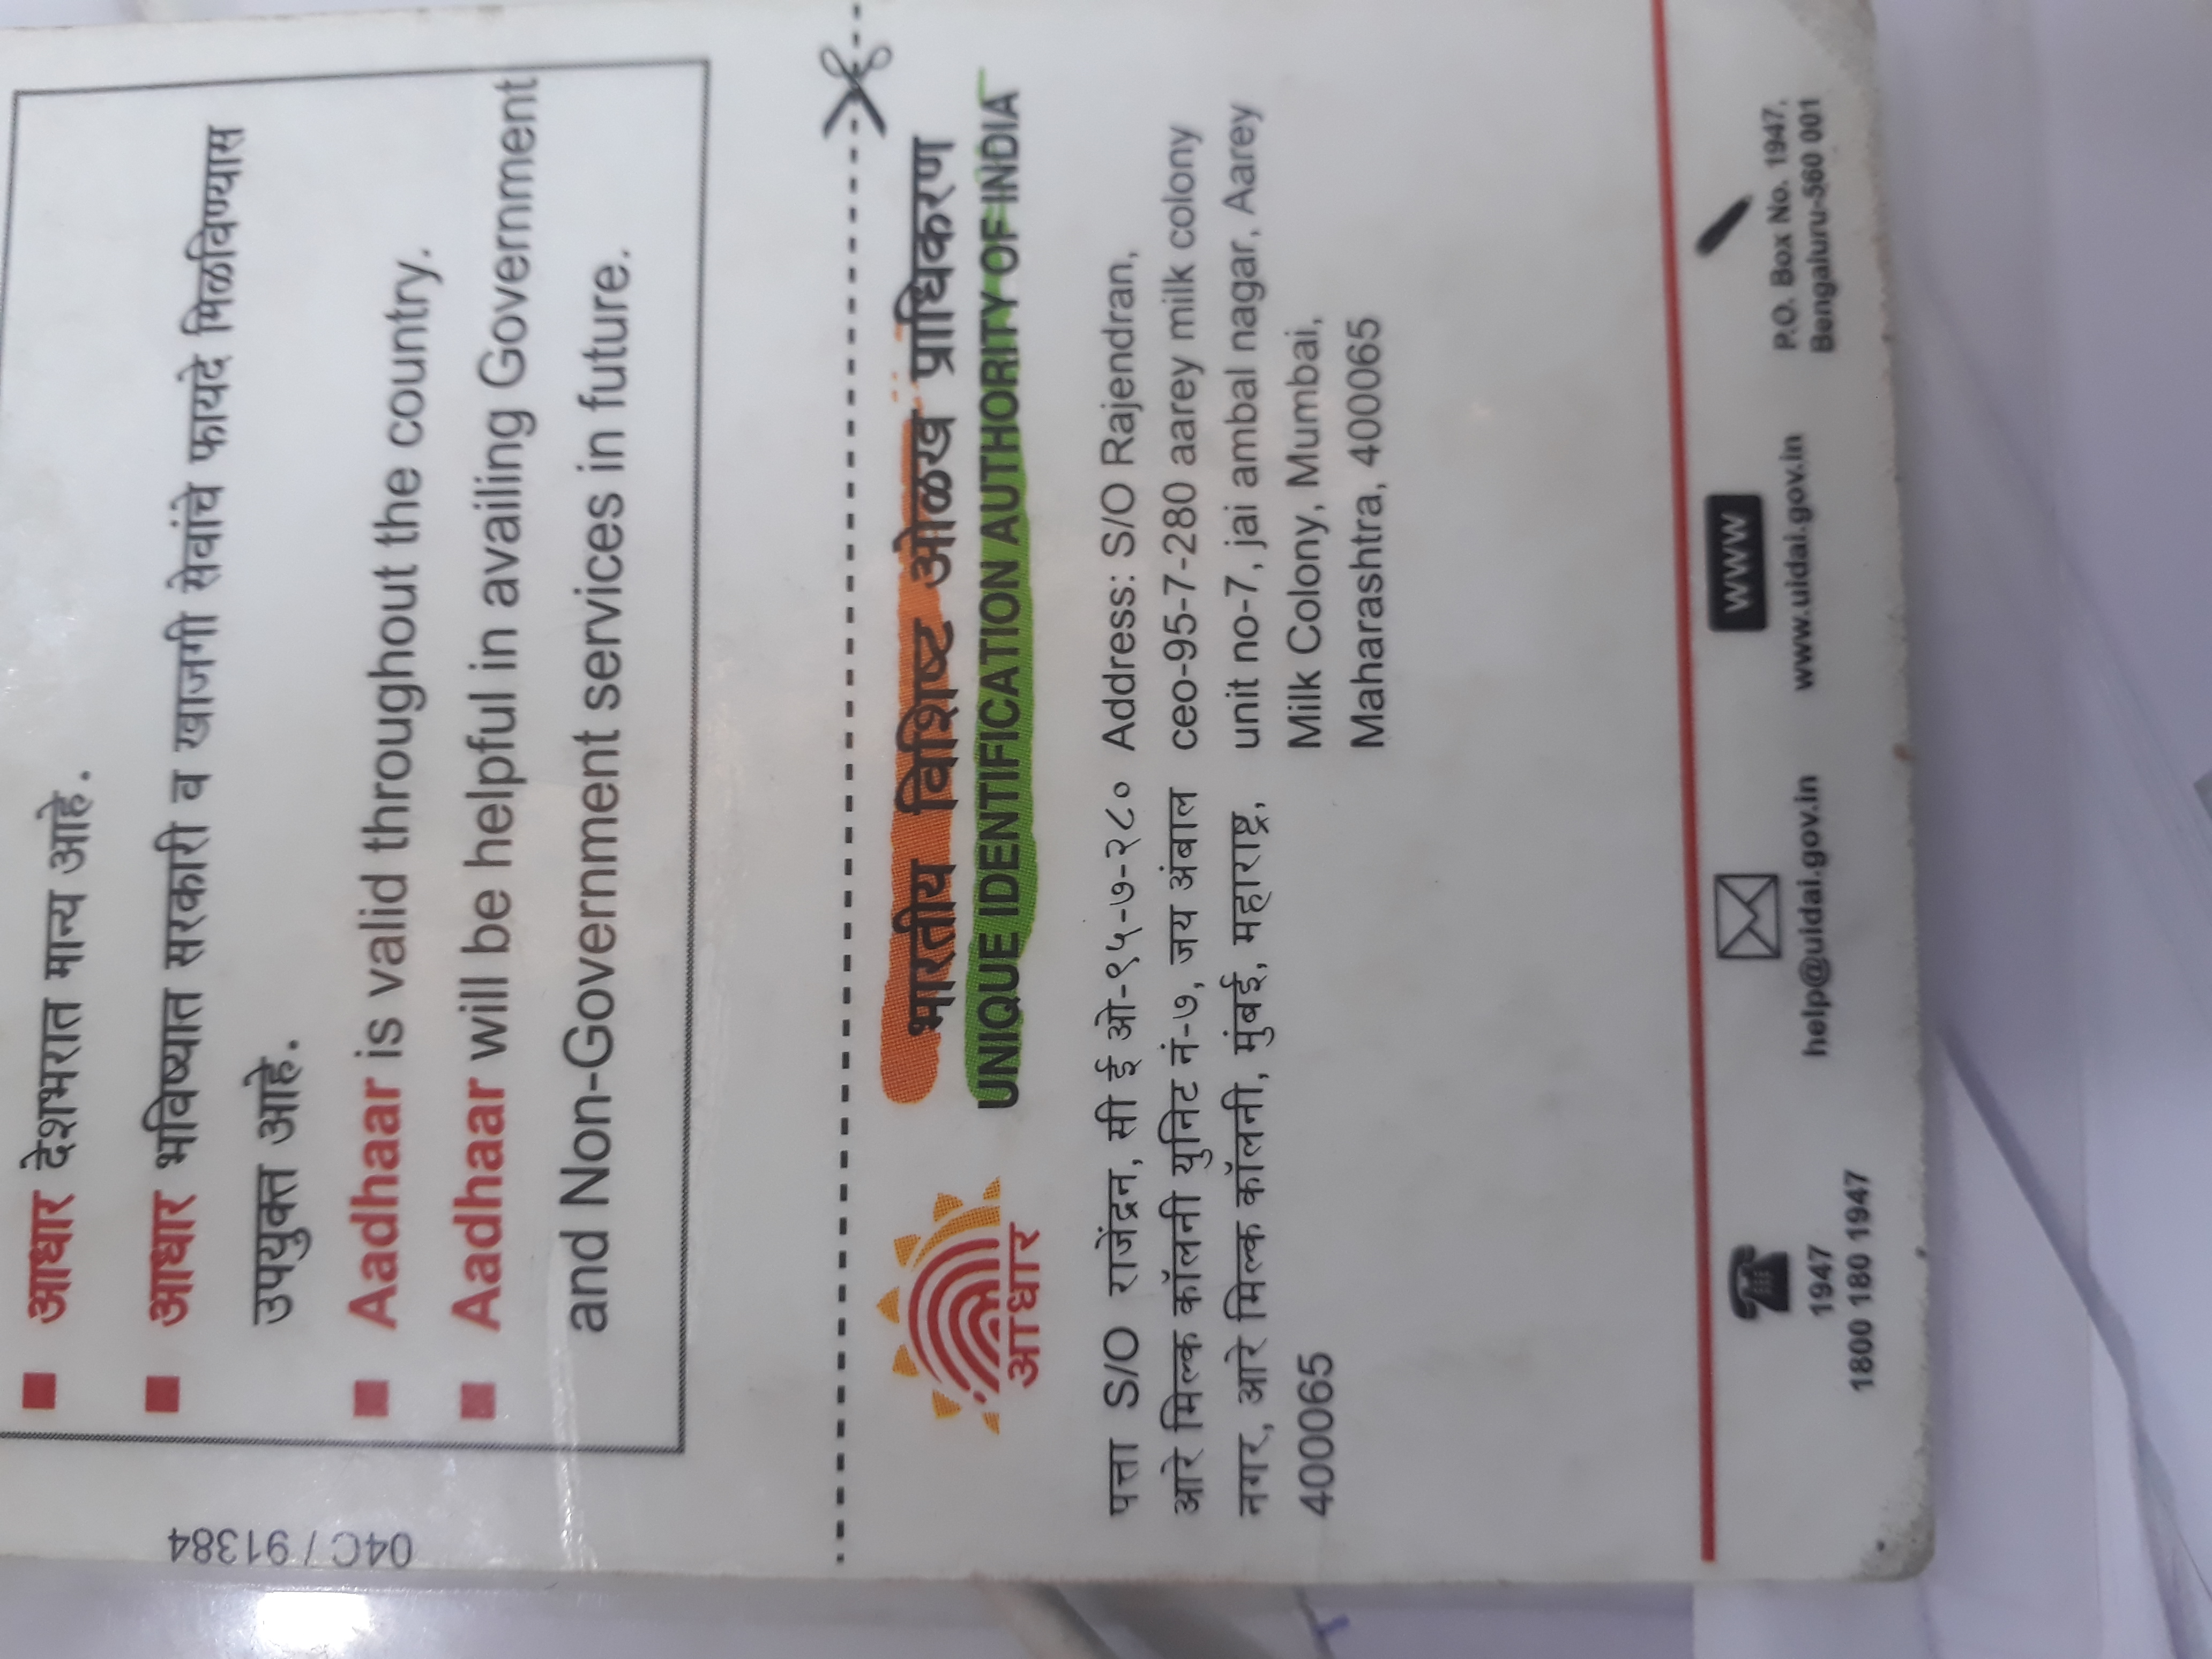 आधार देशभरात मान्य आहे.
आधार भविष्यात सरकारी व खाजगी सेवांचे फायदे मिळविण्यास
उपयुक्त आहे.
Aadhaar is valid throughout the country.
Aadhaar will be helpful in availing Government
and Non-Government services in future.
04C / 91384
भारतीय विशिष्ट ओळख प्राधिकरण
UNIQUE IDENTIFICATION AUTHORITY OF INDIA
आधार
पत्ता S/O राजेंद्रन, सी ई ओ-९५-७-२८०
आरे मिल्क कॉलनी युनिट नं-७, जय अंबाल
नगर, आरे मिल्क कॉलनी, मुंबई, महाराष्ट्र,
400065
Address: S/O Rajendran,
ceo-95-7-280 aarey milk colony
unit no-7, jai ambal nagar, Aarey
Milk Colony, Mumbai,
Maharashtra, 400065
1947
1800 180 1947
help@uidai.gov.in
WWW
www.uidai.gov.in
P.O. Box No. 1947,
Bengaluru-560 001